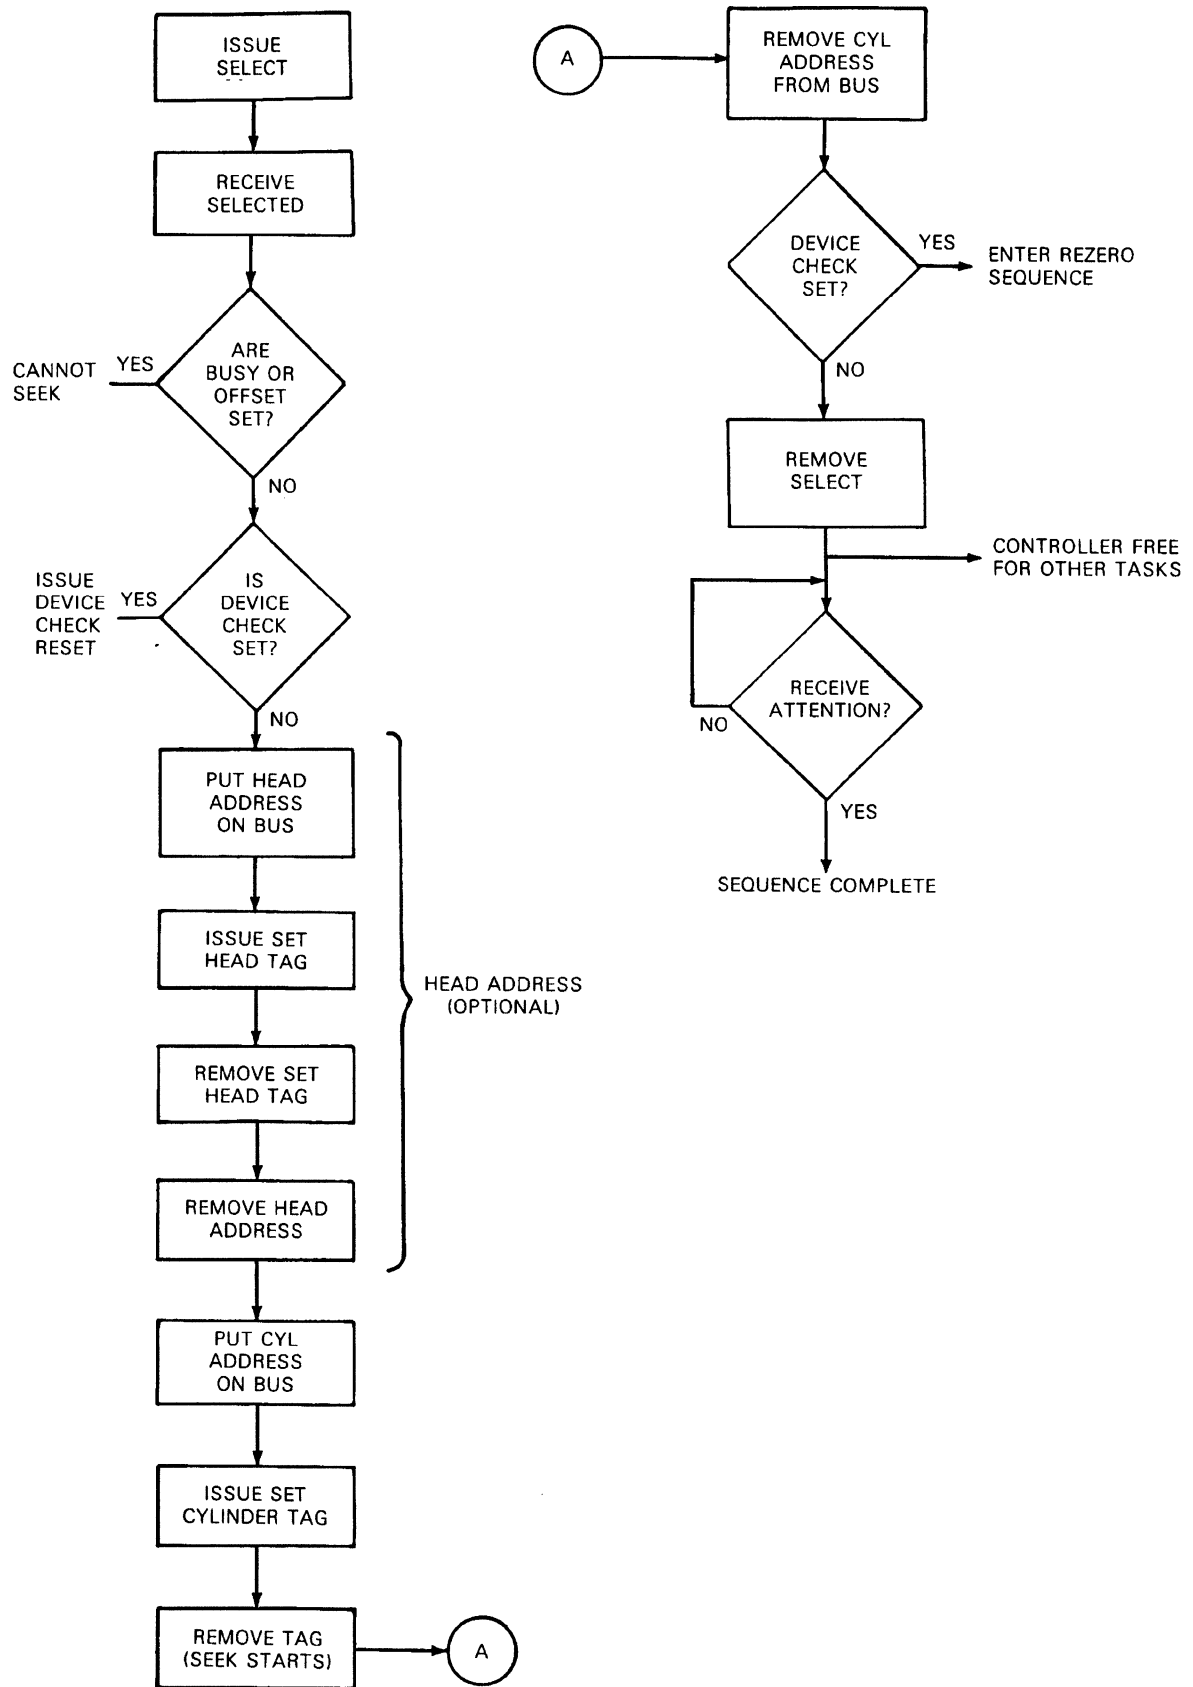 ISSUE
SELECT
RECEIVE
SELECTED
ARE
BUSY OR
OFFSET
SET?
YES
CANNOT
SEEK
NO
IS
DEVICE
CHECK
SET?
YES
ISSUE
DEVICE
CHECK
RESET
NO
PUT HEAD
ADDRESS
ON BUS
ISSUE SET
HEAD TAG
REMOVE SET
HEAD TAG
REMOVE HEAD
ADDRESS
HEAD ADDRESS
(OPTIONAL)
PUT CYL
ADDRESS
ON BUS
ISSUE SET
CYLINDER TAG
REMOVE TAG
(SEEK STARTS)
A
A
REMOVE CYL
ADDRESS
FROM BUS
DEVICE
CHECK
SET?
YES
ENTER REZERO
SEQUENCE
NO
REMOVE
SELECT
CONTROLLER FREE
FOR OTHER TASKS
RECEIVE
ATTENTION?
NO
YES
SEQUENCE COMPLETE